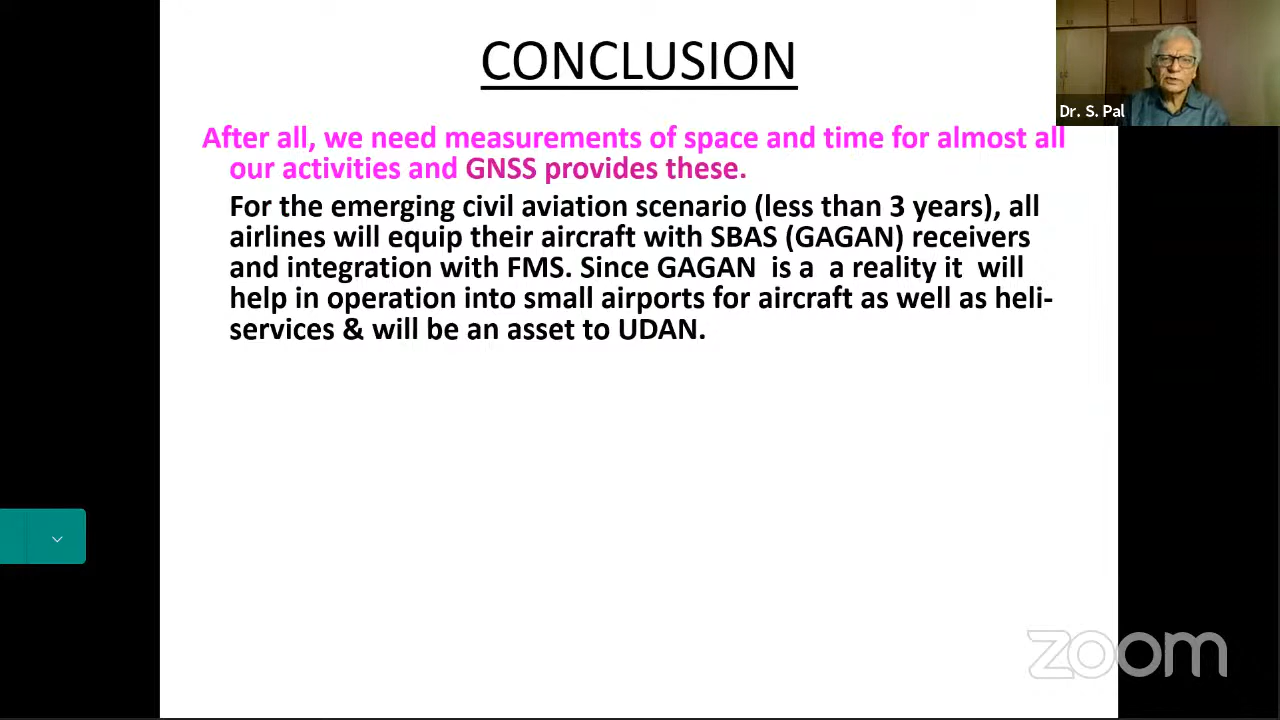 CONCLUSION
Dr. S. Pal
After all, we need measurements of space and time for almost all
our activities and GNSS provides these.
For the emerging civil aviation scenario (less than 3 years), all
airlines will equip their aircraft with SBAS (GAGAN) receivers
and integration with FMS. Since GAGAN is a a reality it will
help in operation into small airports for aircraft as well as heli-
services & will be an asset to UDAN.
zoom